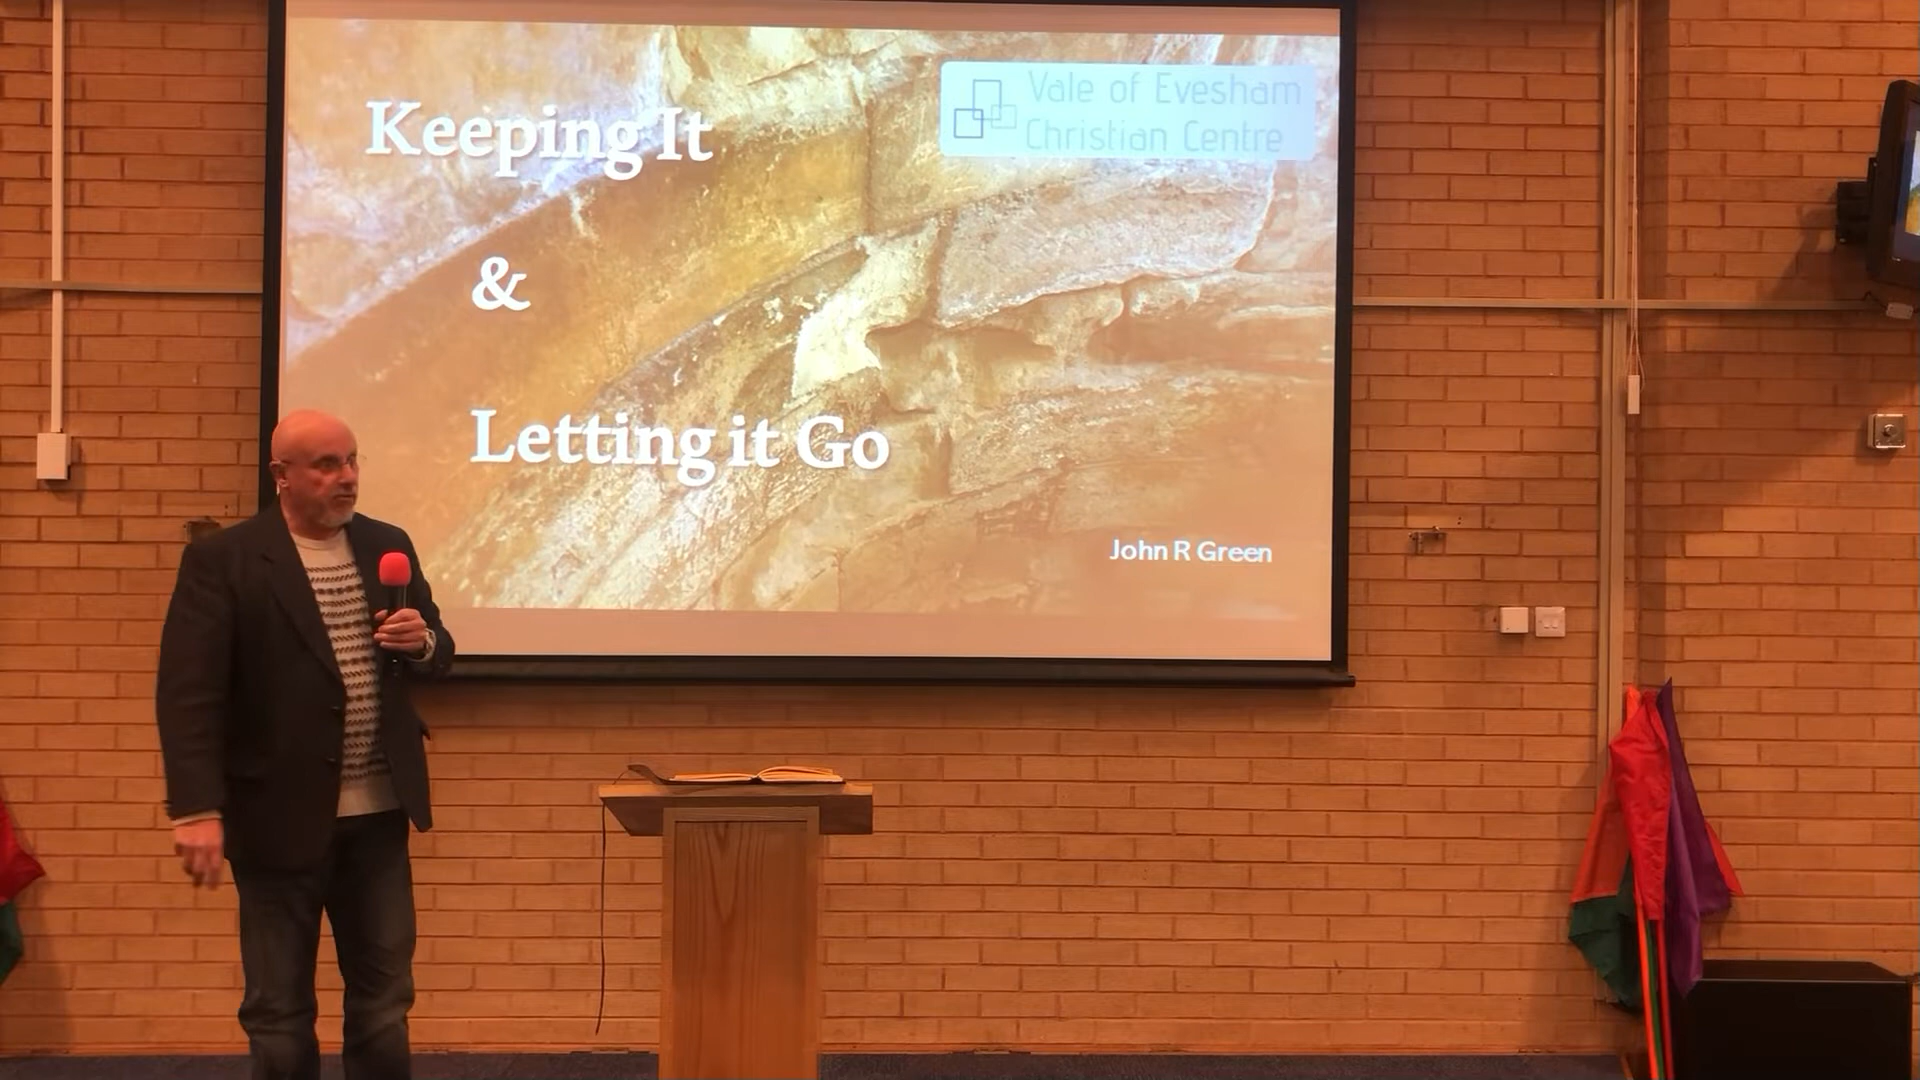 Keeping It
&
Letting it Go
Vale of Evesham
Christian Centre
John R Green